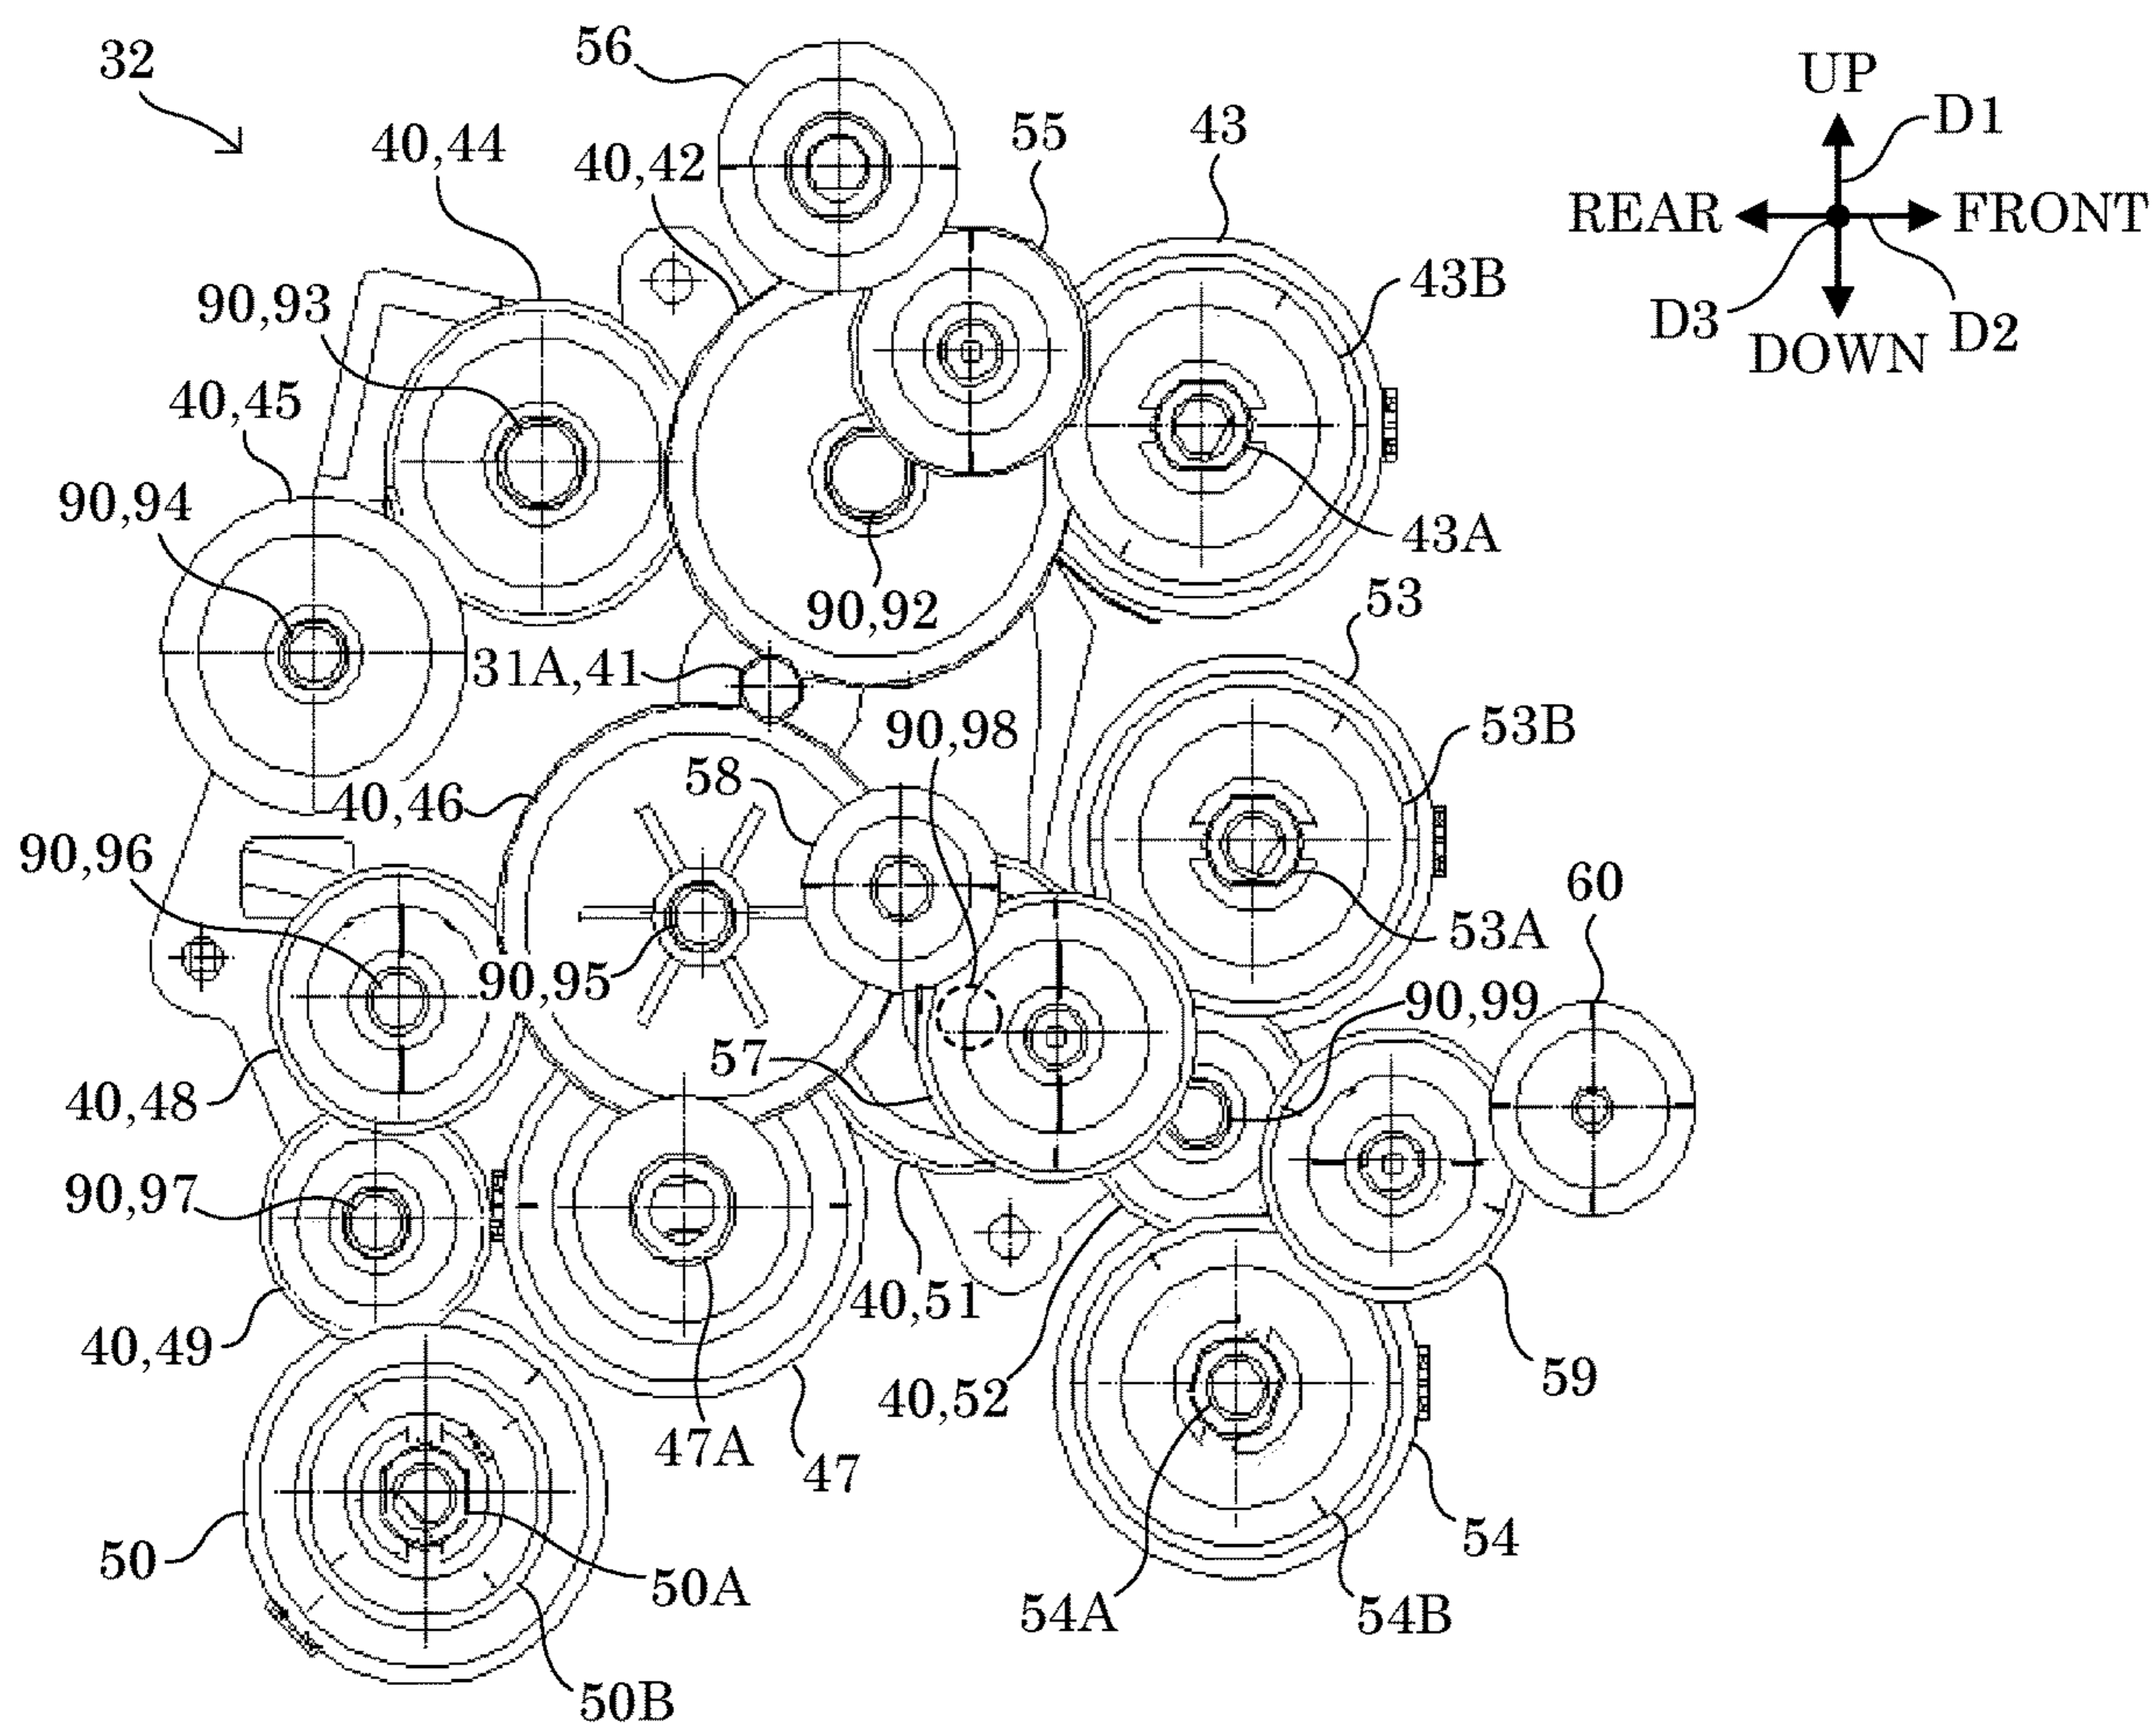 32
56
UP
D1
55
43
40,44
40,42
REAR
FRONT
43B
D3
D2
DOWN
90,93
40,45
90,94
43A
90,92
53
31A,41
90,98
53B
58
40,46
90,96
60
53A
90,95
90,99
57
40,48
90,97
40,51
40,49
59
40,52
47A
47
50
54
50A
54A
54B
50B